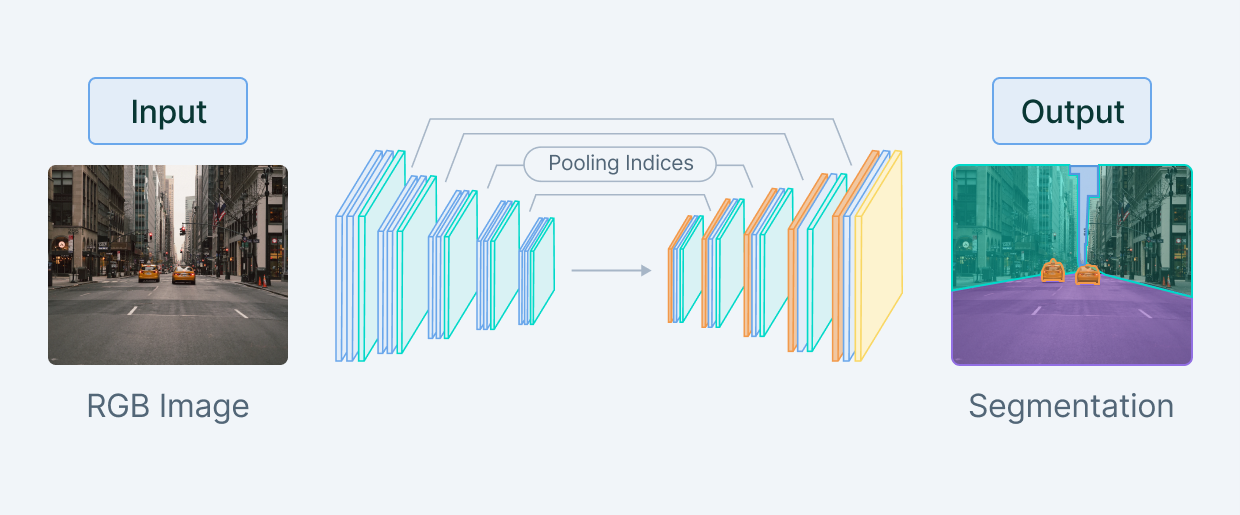 Input
Output
Pooling Indices
RGB Image
Segmentation